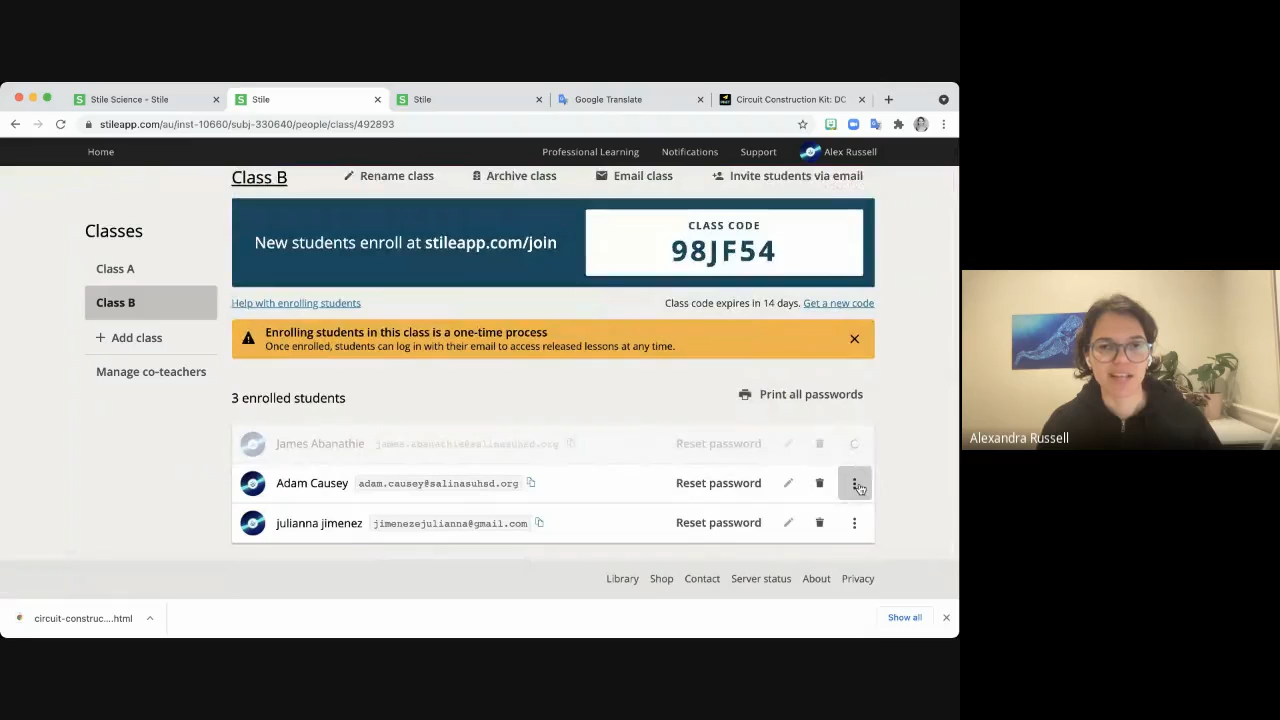 Stile Science - Stile
Stile
Stile
Google Translate
Circuit Construction Kit: DC
stileapp.com/au/inst-10660/subj-330640/people/class/492893
Home
Professional Learning
Notifications
Support
Alex Russell
Class B
Rename class
Archive class
Email class
Invite students via email
Classes
Class A
Class B
+ Add class
Manage co-teachers
New students enroll at stileapp.com/join
CLASS CODE
98JF54
Help with enrolling students
Class code expires in 14 days. Get a new code
Enrolling students in this class is a one-time process
Once enrolled, students can log in with their email to access released lessons at any time.
3 enrolled students
Print all passwords
James Abanathie james.abanathie@salinasuhsd.org Reset password
Adam Causey adam.causey@salinasuhsd.org Reset password
julianna jimenez jimenezejulianna@gmail.com Reset password
Library Shop Contact Server status About Privacy
circuit-construc....html
Show all
Alexandra Russell